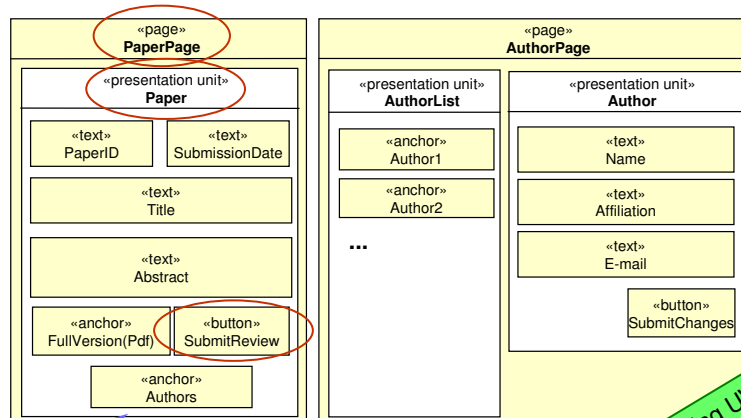 «page»
PaperPage
«presentation unit»
Paper
«text»
PaperID
«text»
SubmissionDate
«text»
Title
«text»
Abstract
«anchor»
FullVersion(Pdf)
«button»
SubmitReview
«anchor»
Authors
«page»
AuthorPage
«presentation unit»
AuthorList
«anchor»
Author1
«anchor»
Author2
...
«presentation unit»
Author
«text»
Name
«text»
Affiliation
«text»
E-mail
«button»
SubmitChanges